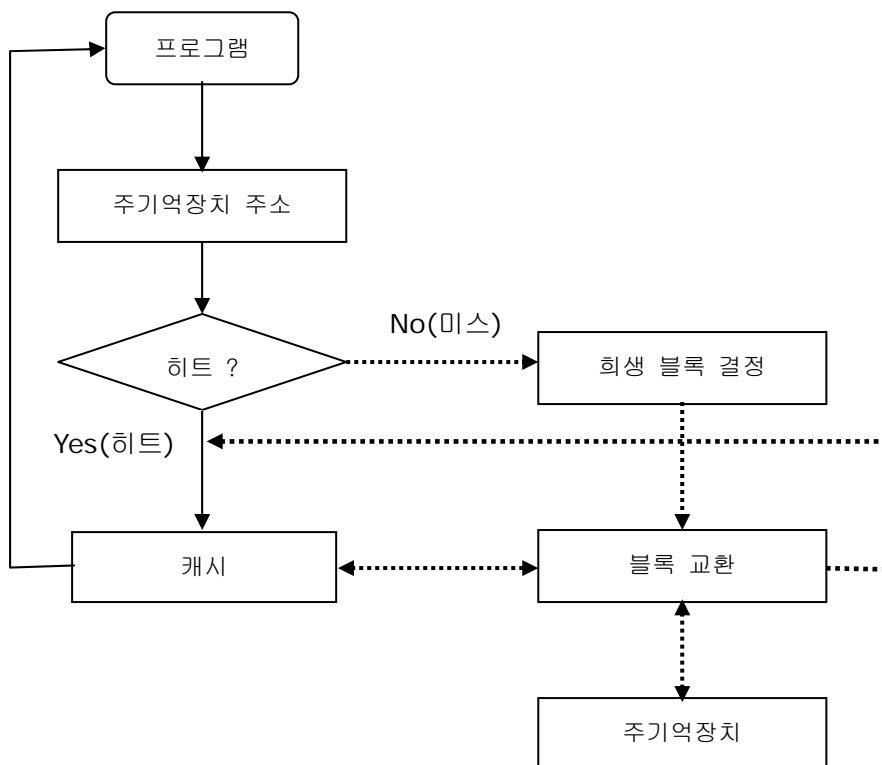 프로그램
주기억장치 주소
No(미스)
히트 ?
희생 블록 결정
Yes(히트)
캐시
블록 교환
주기억장치